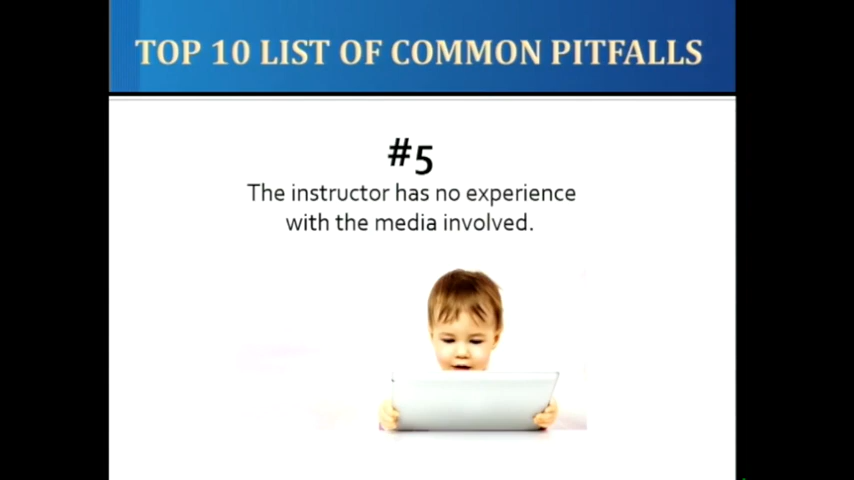 TOP 10 LIST OF COMMON PITFALLS
#5
The instructor has no experience
with the media involved.